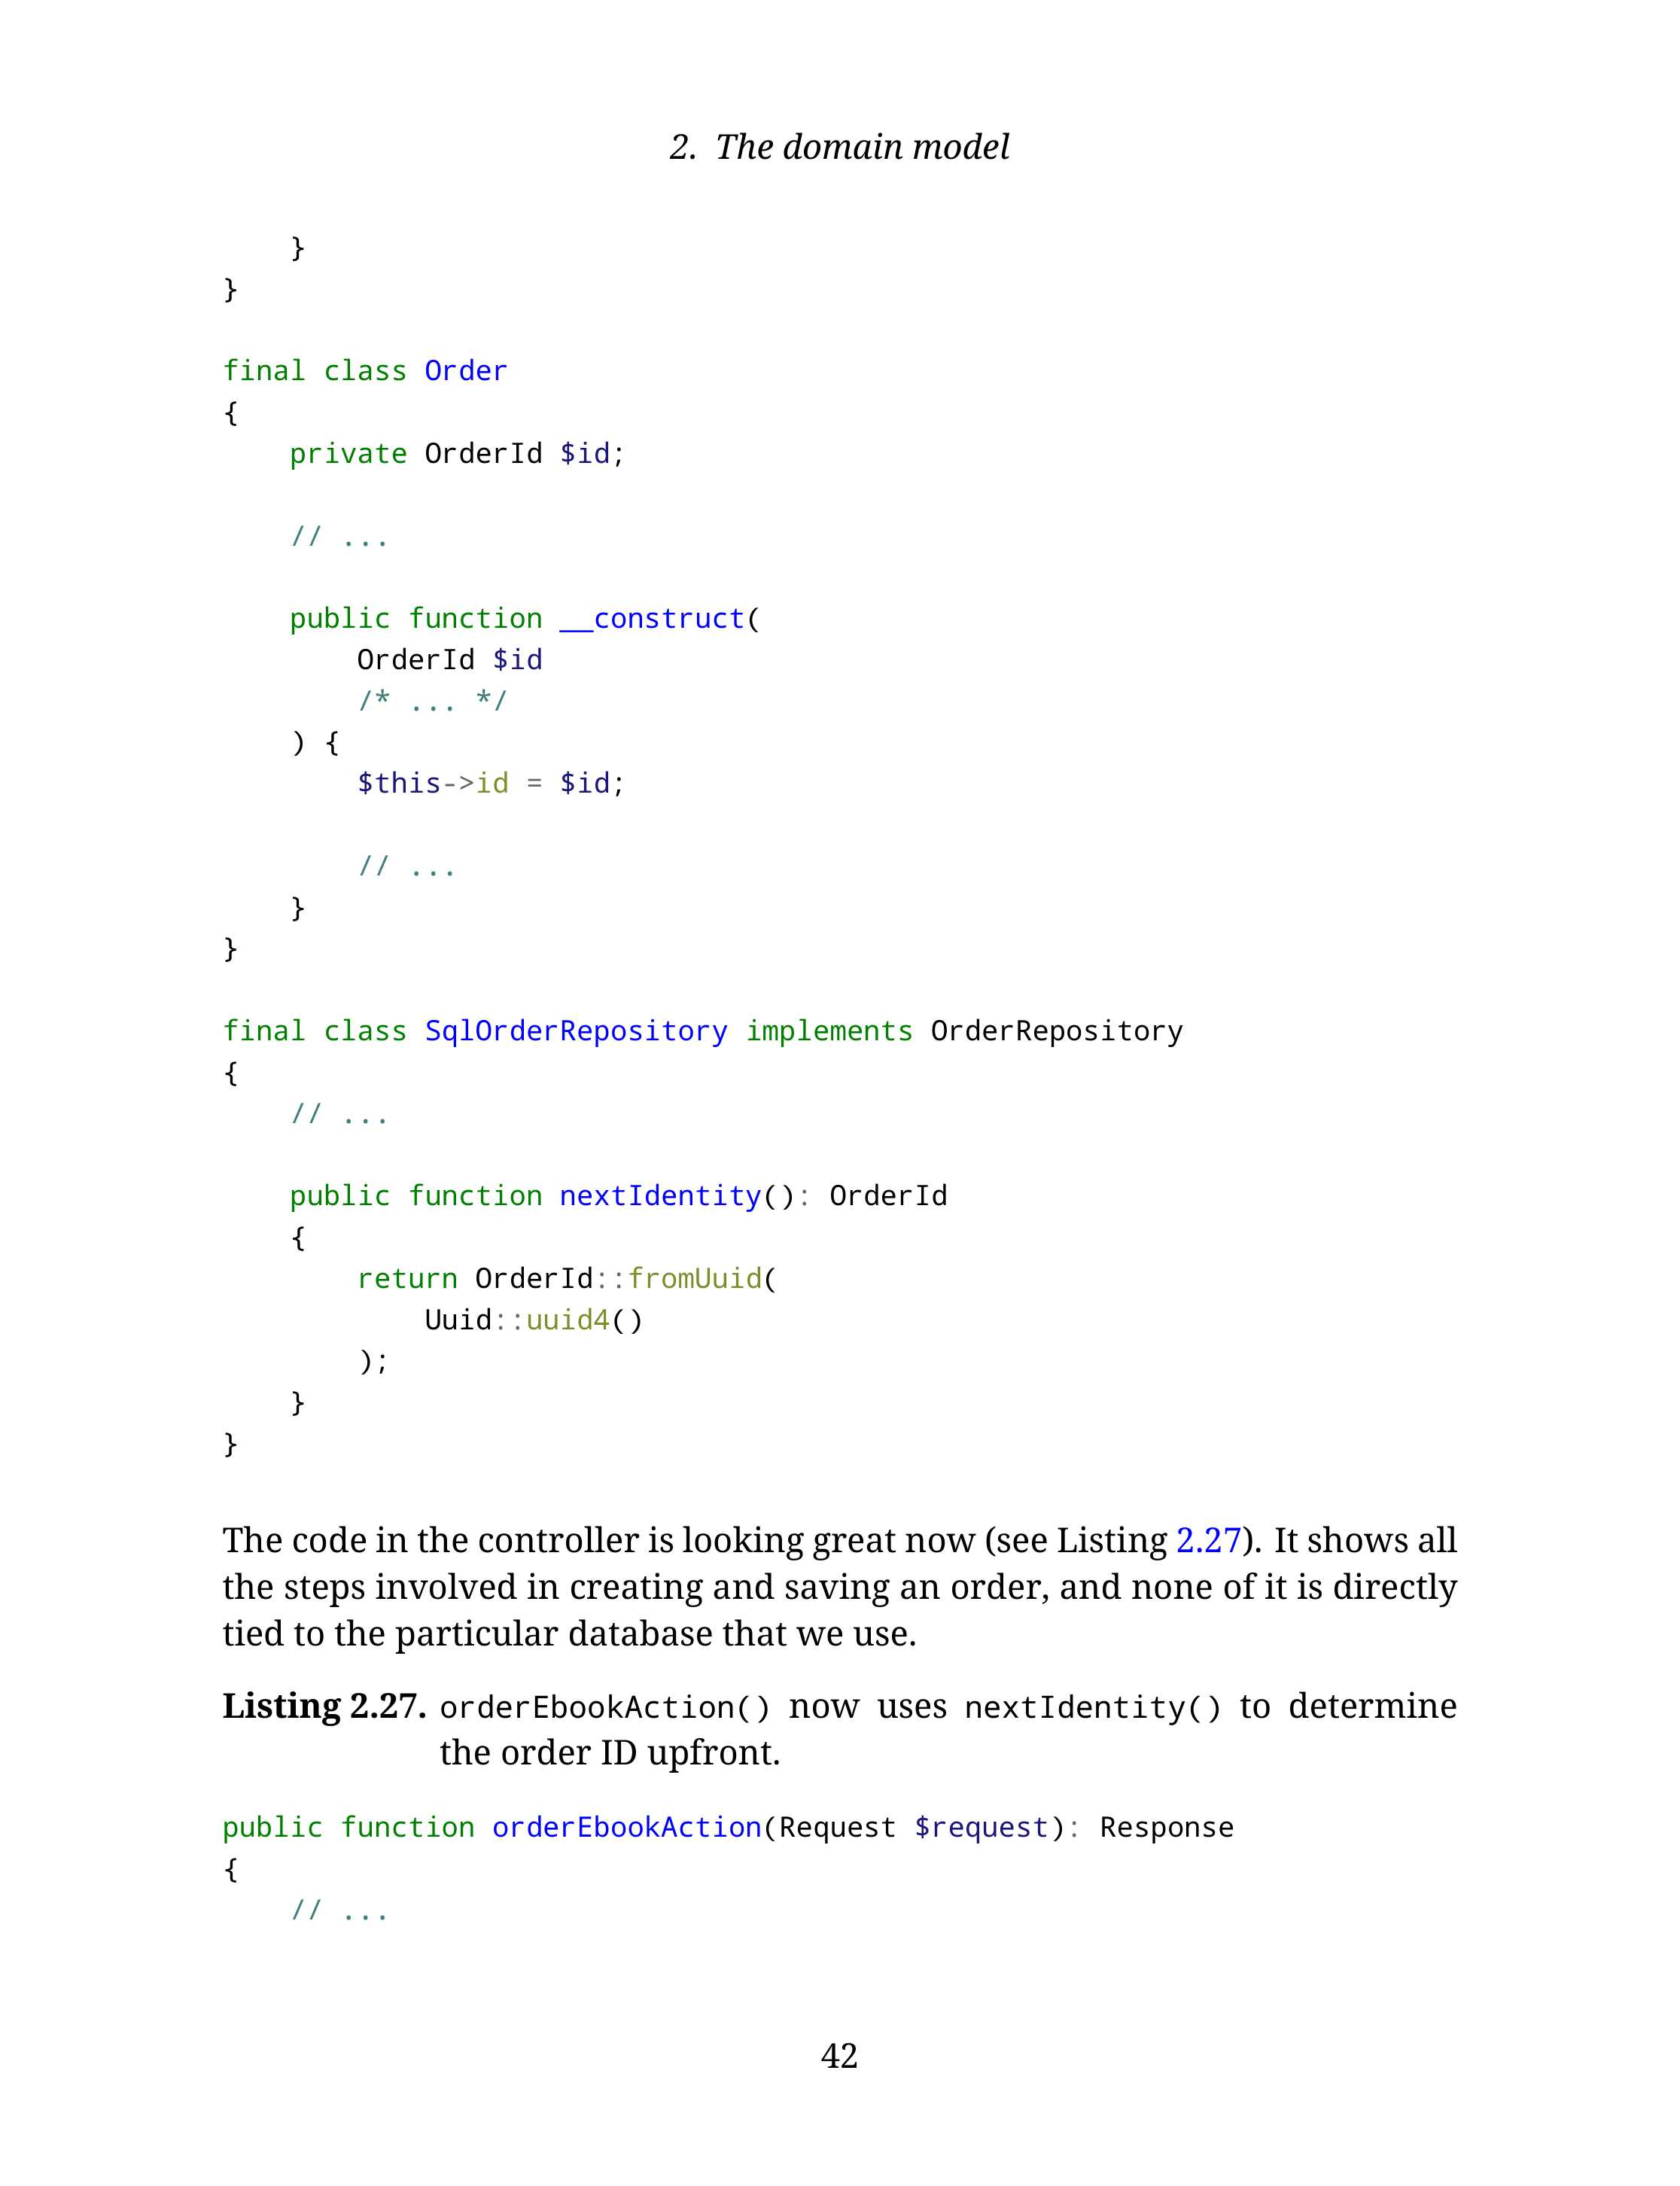 2. The domain model
    }
}
final class Order
{
    private OrderId $id;
    // ...
    public function __construct(
        OrderId $id
        /* ... */
    ) {
        $this->id = $id;
        // ...
    }
}
final class SqlOrderRepository implements OrderRepository
{
    // ...
    public function nextIdentity(): OrderId
    {
        return OrderId::fromUuid(
            Uuid::uuid4()
        );
    }
}
The code in the controller is looking great now (see Listing 2.27). It shows all
the steps involved in creating and saving an order, and none of it is directly
tied to the particular database that we use.
Listing 2.27. orderEbookAction() now uses nextIdentity() to determine
the order ID upfront.
public function orderEbookAction(Request $request): Response
{
    // ...
42